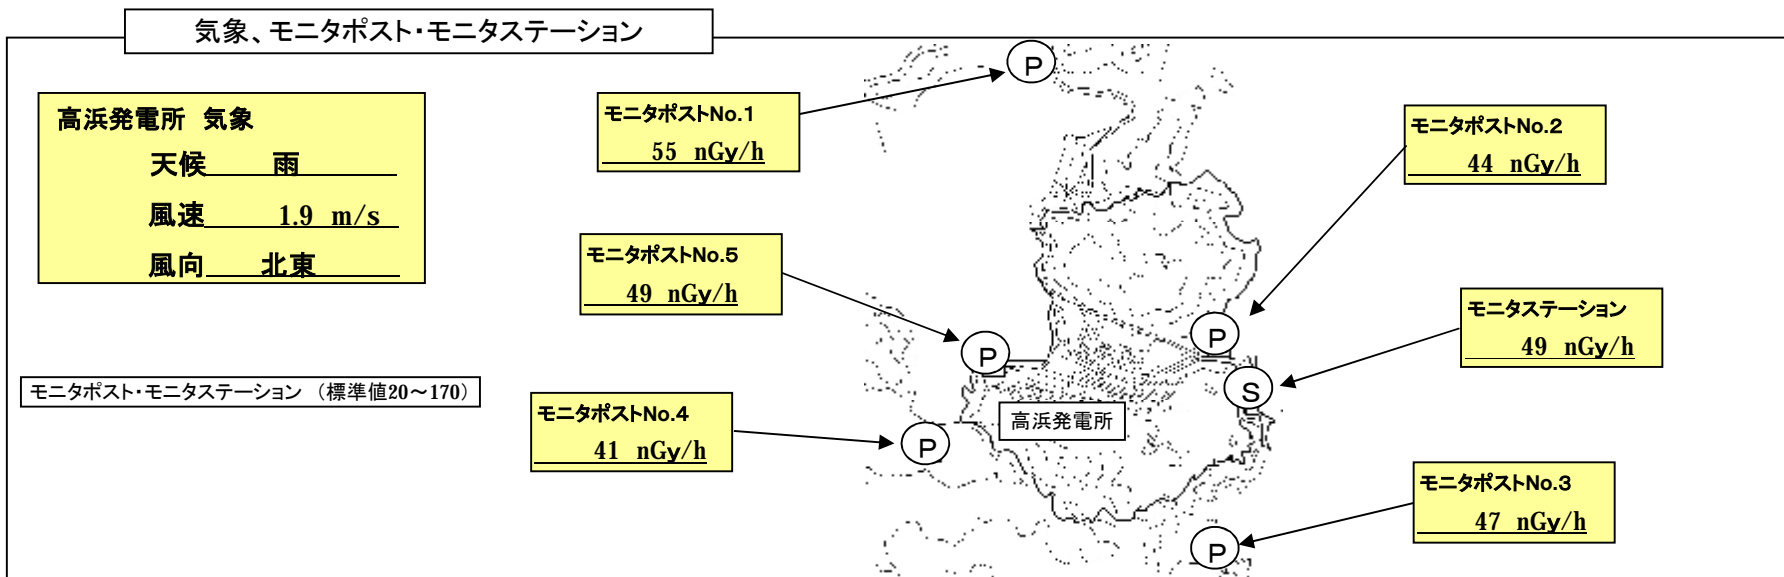 気象、モニタポスト・モニタステーション
高浜発電所 気象
天候 雨
風速 1.9 m/s
風向 北東
モニタポスト・モニタステーション (標準値20~170)
モニタポストNo.1
55 nGy/h
モニタポストNo.5
49 nGy/h
モニタポストNo.4
41 nGy/h
P
P
P
P
S
P
高浜発電所
モニタポストNo.2
44 nGy/h
モニタステーション
49 nGy/h
モニタポストNo.3
47 nGy/h